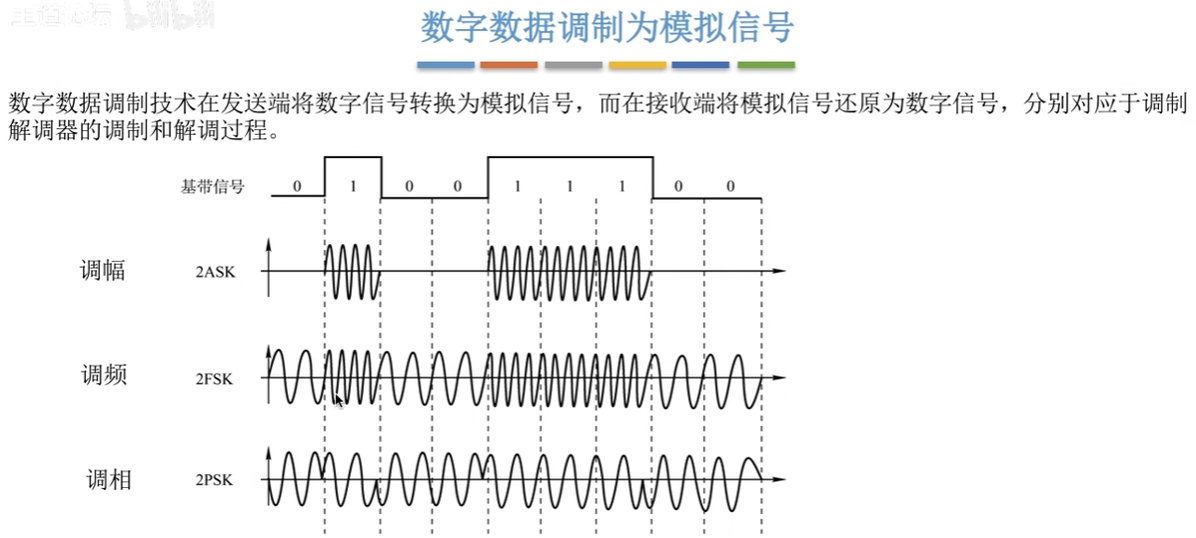 bilibili
数字数据调制为模拟信号
数字数据调制技术在发送端将数字信号转换为模拟信号，而在接收端将模拟信号还原为数字信号，分别对应于调制
解调器的调制和解调过程。
基带信号 0 1 0 0 1 1 1 0 0
调幅 2ASK
调频 2FSK
调相 2PSK